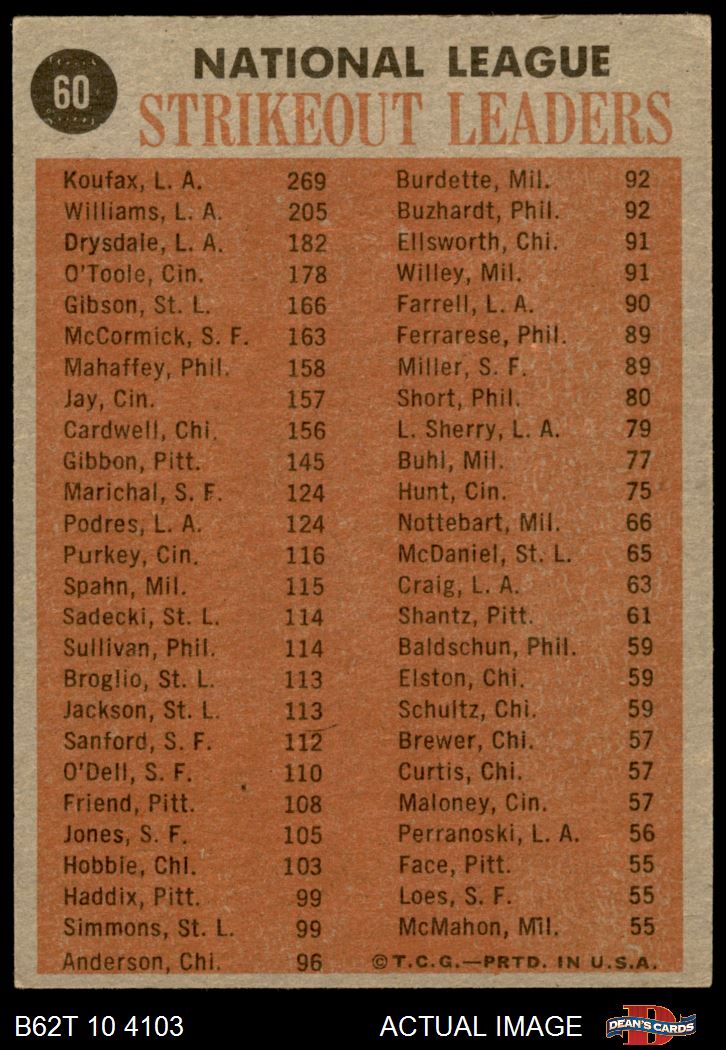 60
NATIONAL LEAGUE
STRIKEOUT LEADERS
Koufax, L. A. 269
Williams, L. A. 205
Drysdale, L. A. 182
O'Toole, Cin. 178
Gibson, St. L. 166
McCormick, S. F. 163
Mahaffey, Phil. 158
Jay, Cin. 157
Cardwell, Chi. 156
Gibbon, Pitt. 145
Marichal, S. F. 124
Podres, L. A. 124
Purkey, Cin. 116
Spahn, Mil. 115
Sadecki, St. L. 114
Sullivan, Phil. 114
Broglio, St. L. 113
Jackson, St. L. 113
Sanford, S. F. 112
O'Dell, S. F. 110
Friend, Pitt. 108
Jones, S. F. 105
Hobbie, Chi. 103
Haddix, Pitt. 99
Simmons, St. L. 99
Anderson, Chi. 96
Burdette, Mil. 92
Buzhardt, Phil. 92
Ellsworth, Chi. 91
Willey, Mil. 91
Farrell, L. A. 90
Ferrarese, Phil. 89
Miller, S. F. 89
Short, Phil. 80
L. Sherry, L. A. 79
Buhl, Mil. 77
Hunt, Cin. 75
Nottebart, Mil. 66
McDaniel, St. L. 65
Craig, L. A. 63
Shantz, Pitt. 61
Baldschun, Phil. 59
Elston, Chi. 59
Schultz, Chi. 59
Brewer, Chi. 57
Curtis, Chi. 57
Maloney, Cin. 57
Perranoski, L. A. 56
Face, Pitt. 55
Loes, S. F. 55
McMahon, Mil. 55
©T.C.G.—PRTD. IN U.S.A.
B62T 10 4103 ACTUAL IMAGE
D
DEAN'S CARDS